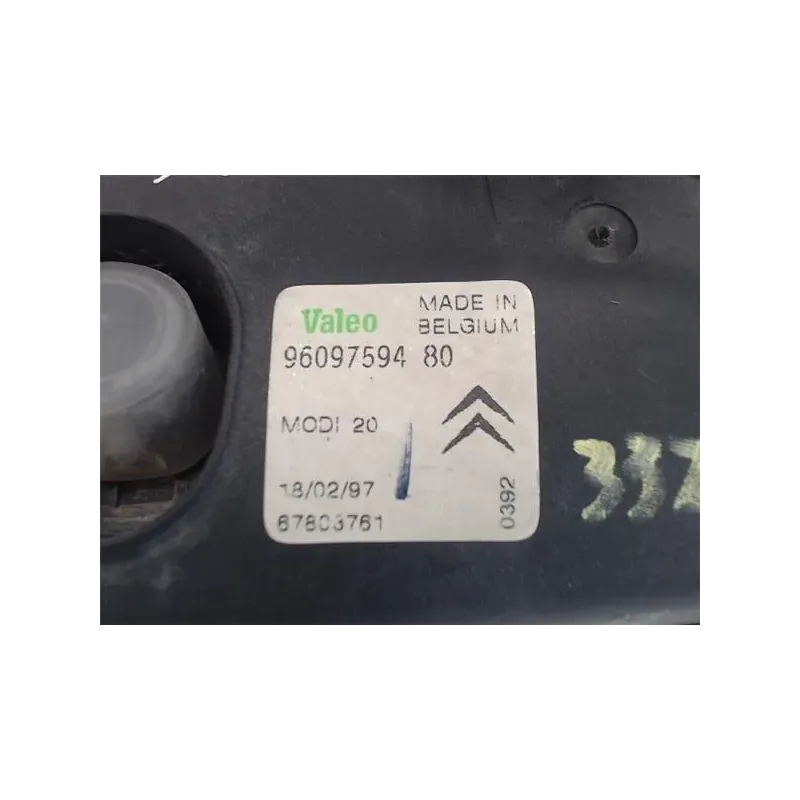 Valeo
MADE IN
BELGIUM
96097594 80
MODI 20
18/02/97
67803761
0392